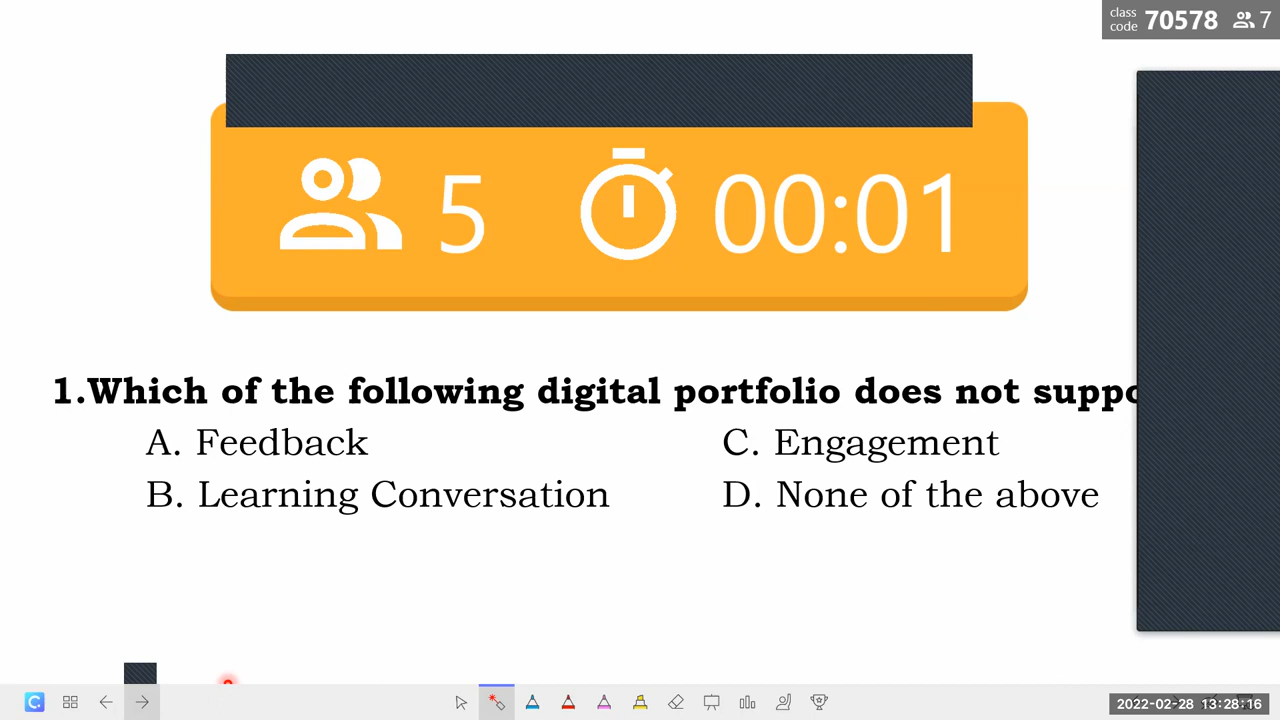 class
code 70578 7
5 00:01
1.Which of the following digital portfolio does not
A. Feedback
C. Engagement
B. Learning Conversation
D. None of the above
2022-02-28 13:28:16